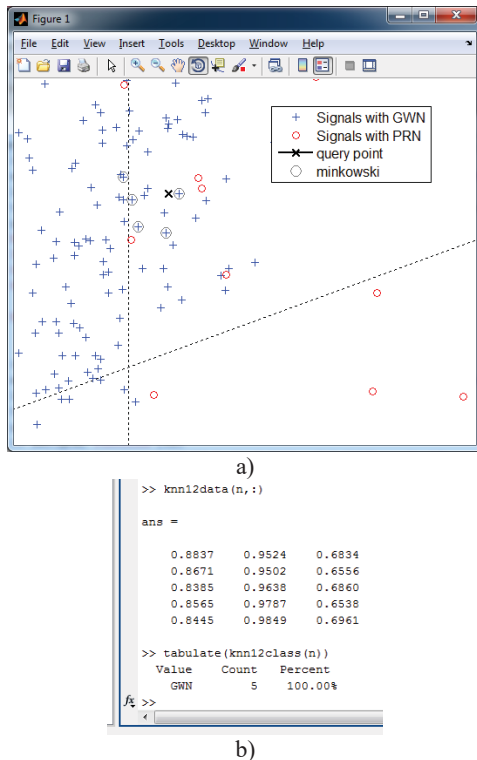 Figure 1
File Edit View Insert Tools Desktop Window Help
Signals with GWN
Signals with PRN
query point
minkowski
a)
>> knn12data(n,:)
ans =
0.8837 0.9524 0.6834
0.8671 0.9502 0.6556
0.8385 0.9638 0.6860
0.8565 0.9787 0.6538
0.8445 0.9849 0.6961
>> tabulate(knn12class(n))
Value Count Percent
GWN 5 100.00%
fx >>
b)